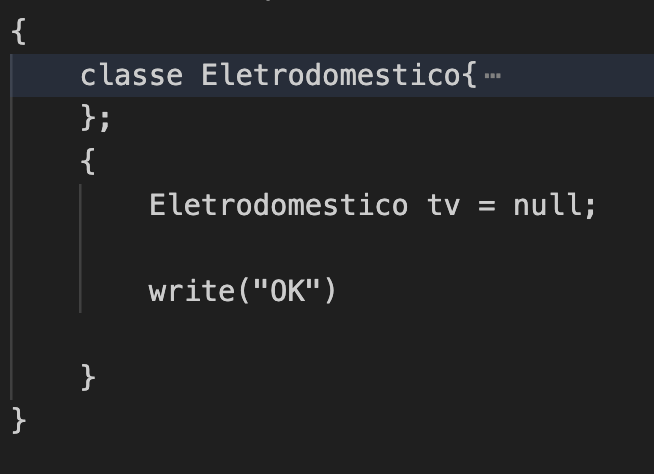 {
classe Eletrodomestico{ ⋯
};
{
Eletrodomestico tv = null;
write("OK")
}
}